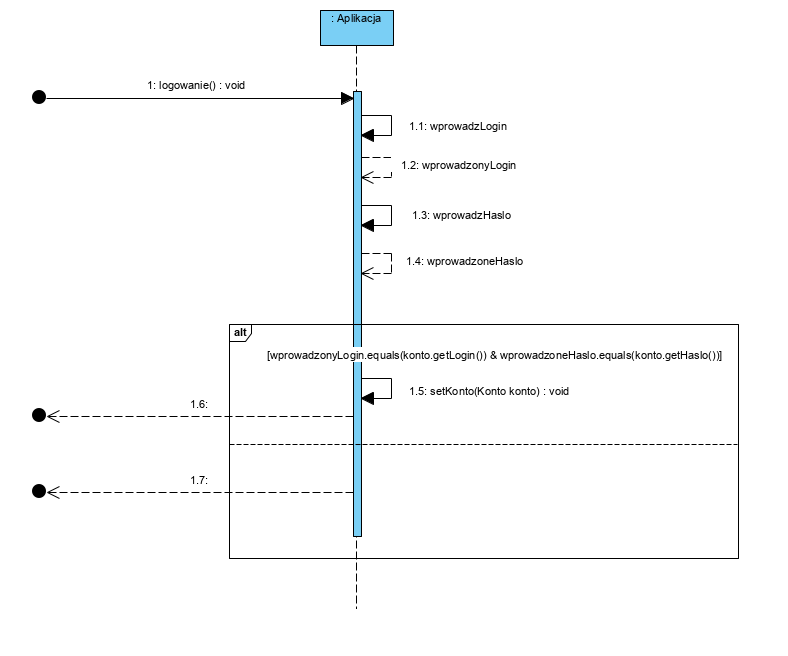 : Aplikacja
1: logowanie() : void
1.1: wprowadzLogin
1.2: wprowadzonyLogin
1.3: wprowadzHaslo
1.4: wprowadzoneHaslo
alt
[wprowadzonyLogin.equals(konto.getLogin()) & wprowadzoneHaslo.equals(konto.getHaslo())]
1.5: setKonto(Konto konto) : void
1.6:
1.7: